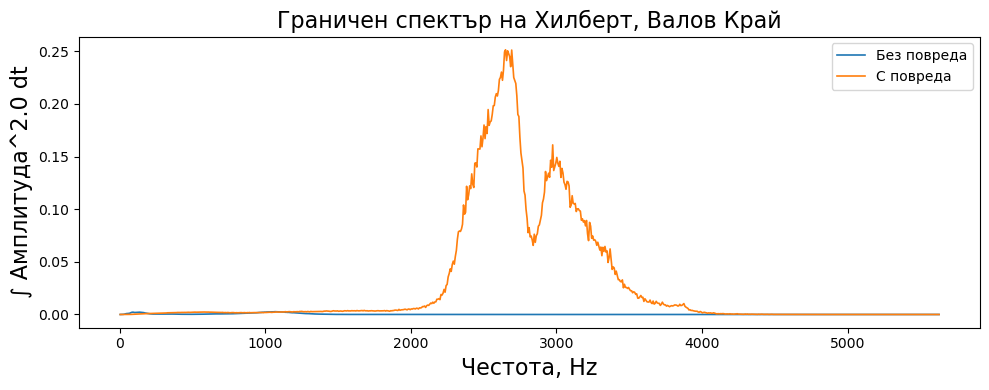 Граничен спектър на Хилберт, Валов Край
∫ Амплитуда^2.0 dt
0.25
0.20
0.15
0.10
0.05
0.00
Без повреда
С повреда
0 1000 2000 3000 4000 5000
Честота, Hz